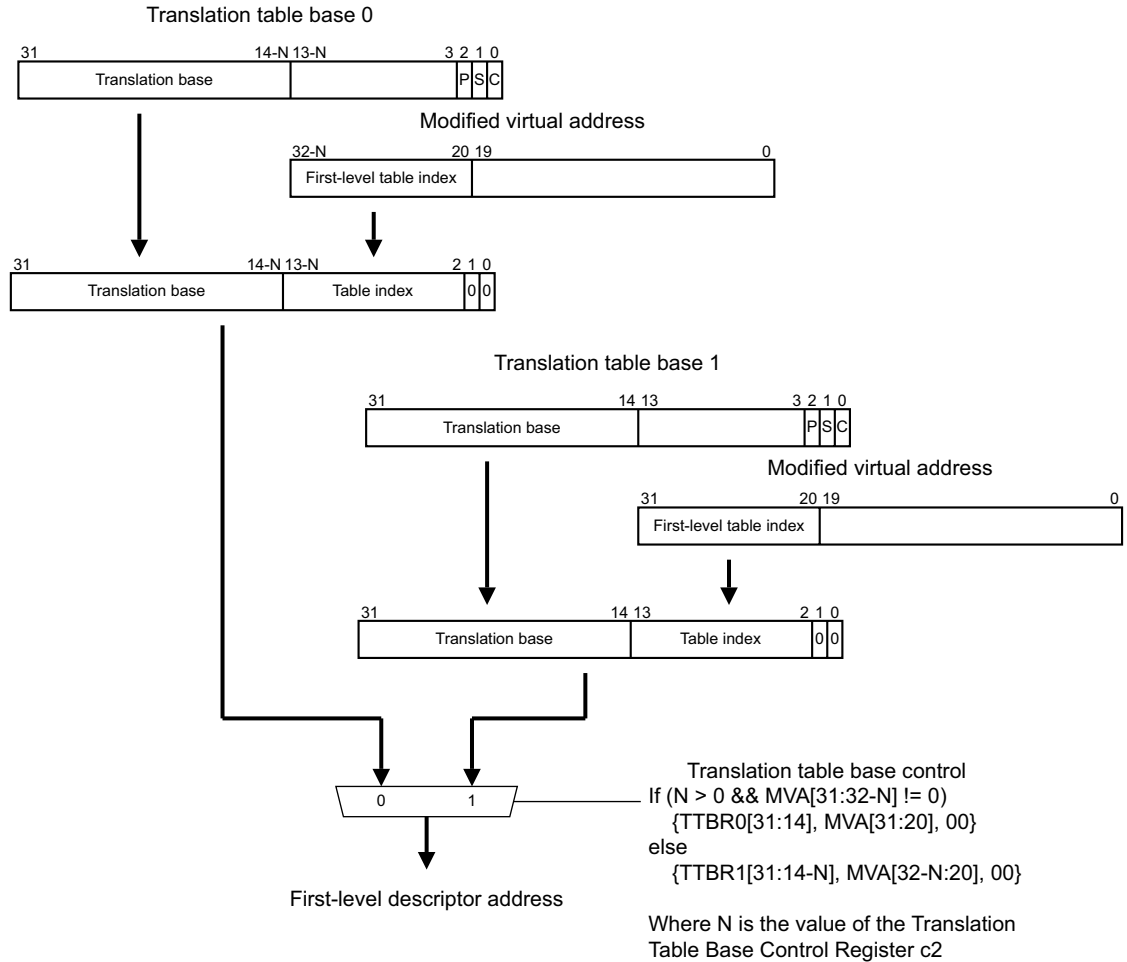 Translation table base 0
31 14-N 13-N 3 2 1 0
Translation base P S C
Modified virtual address
32-N 20 19 0
First-level table index
31 14-N 13-N 2 1 0
Translation base Table index 0 0
Translation table base 1
31 14 13 3 2 1 0
Translation base P S C
Modified virtual address
31 20 19 0
First-level table index
31 14 13 2 1 0
Translation base Table index 0 0
0 1
Translation table base control
If (N > 0 && MVA[31:32-N] != 0)
{TTBR0[31:14], MVA[31:20], 00}
else
{TTBR1[31:14-N], MVA[32-N:20], 00}
First-level descriptor address
Where N is the value of the Translation
Table Base Control Register c2